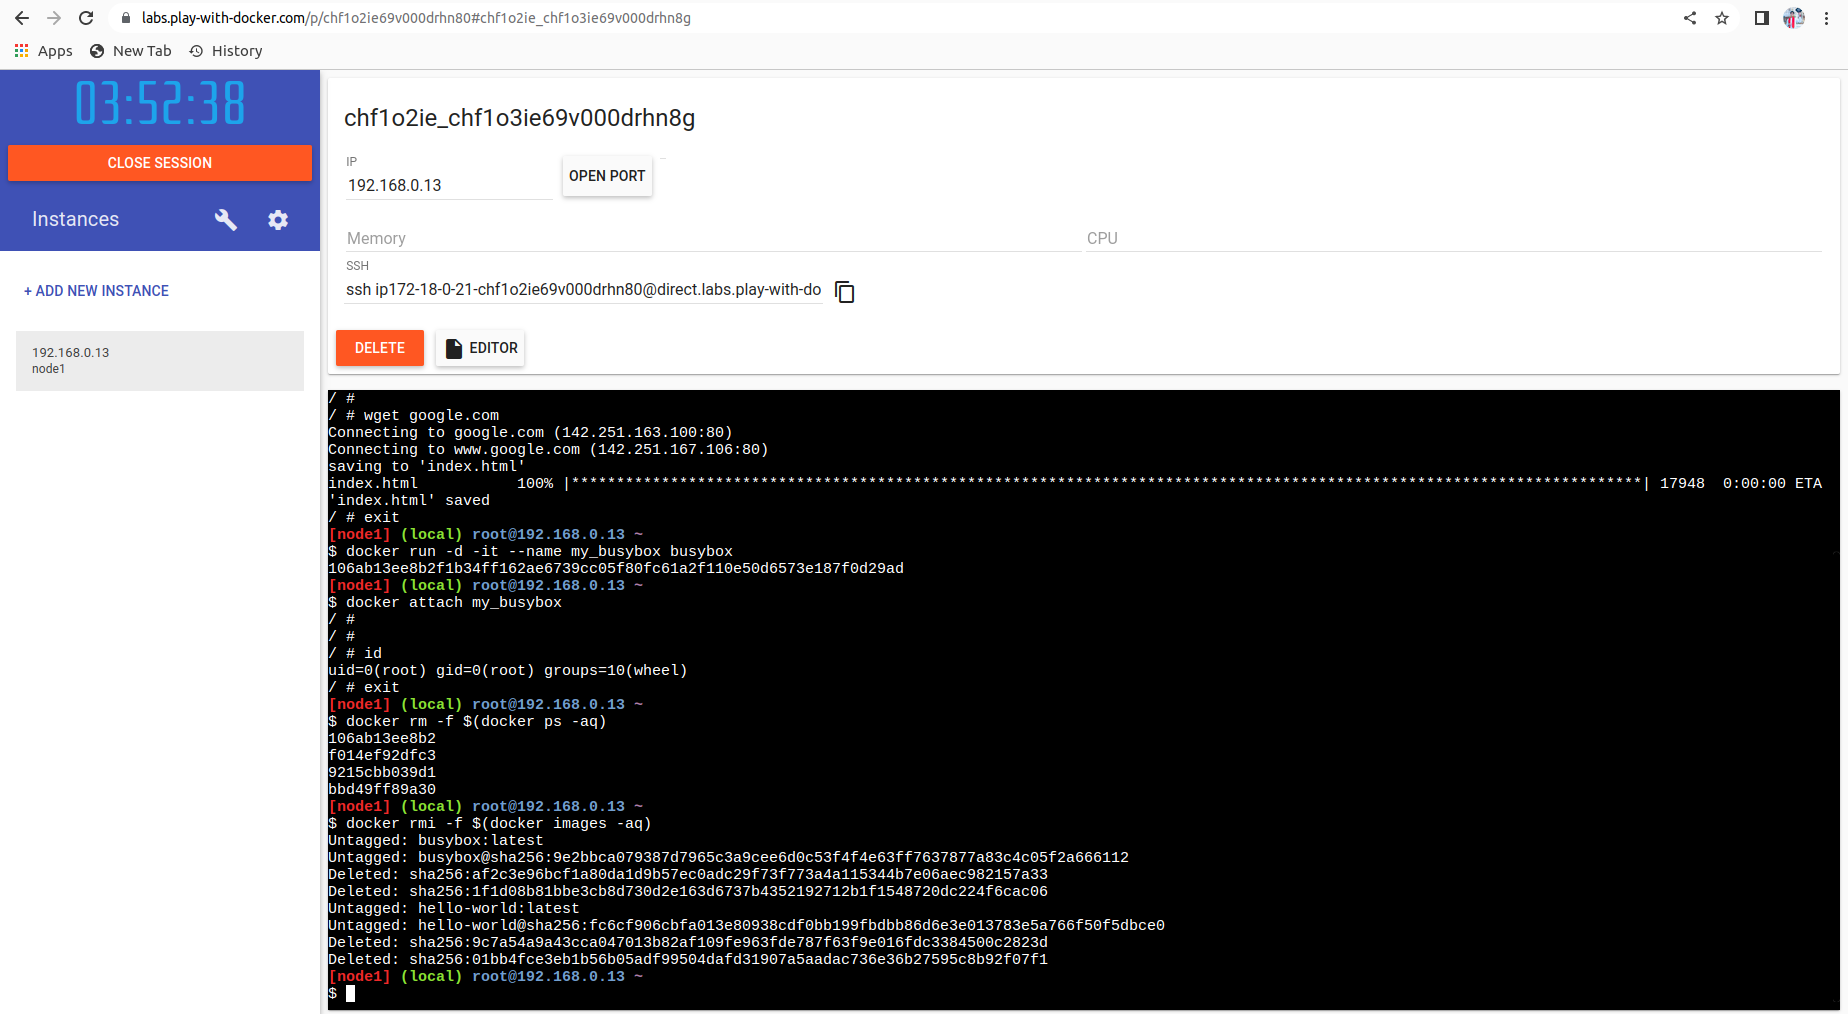 labs.play-with-docker.com/p/chf1o2ie69v000drhn80#chf1o2ie_chf1o3ie69v000drhn8g
Apps New Tab History
03:52:38
CLOSE SESSION
Instances
+ ADD NEW INSTANCE
192.168.0.13
node1
chf1o2ie_chf1o3ie69v000drhn8g
IP
192.168.0.13
OPEN PORT
Memory CPU
SSH
ssh ip172-18-0-21-chf1o2ie69v000drhn80@direct.labs.play-with-do
DELETE EDITOR
/ #
/ # wget google.com
Connecting to google.com (142.251.163.100:80)
Connecting to www.google.com (142.251.167.106:80)
saving to 'index.html'
index.html 100% |***********************************************************************************************************************| 17948 0:00:00 ETA
'index.html' saved
/ # exit
[node1] (local) root@192.168.0.13 ~
$ docker run -d -it --name my_busybox busybox
106ab13ee8b2f1b34ff162ae6739cc05f80fc61a2f110e50d6573e187f0d29ad
[node1] (local) root@192.168.0.13 ~
$ docker attach my_busybox
/ #
/ #
/ # id
uid=0(root) gid=0(root) groups=10(wheel)
/ # exit
[node1] (local) root@192.168.0.13 ~
$ docker rm -f $(docker ps -aq)
106ab13ee8b2
f014ef92dfc3
9215cbb039d1
bbd49ff89a30
[node1] (local) root@192.168.0.13 ~
$ docker rmi -f $(docker images -aq)
Untagged: busybox:latest
Untagged: busybox@sha256:9e2bbca079387d7965c3a9cee6d0c53f4f4e63ff7637877a83c4c05f2a666112
Deleted: sha256:af2c3e96bcf1a80da1d9b57ec0adc29f73f773a4a115344b7e06aec982157a33
Deleted: sha256:1f1d08b81bbe3cb8d730d2e163d6737b4352192712b1f1548720dc224f6cac06
Untagged: hello-world:latest
Untagged: hello-world@sha256:fc6cf906cbfa013e80938cdf0bb199fbdbb86d6e3e013783e5a766f50f5dbce0
Deleted: sha256:9c7a54a9a43cca047013b82af109fe963fde787f63f9e016fdc3384500c2823d
Deleted: sha256:01bb4fce3eb1b56b05adf99504dafd31907a5aadac736e36b27595c8b92f07f1
[node1] (local) root@192.168.0.13 ~
$